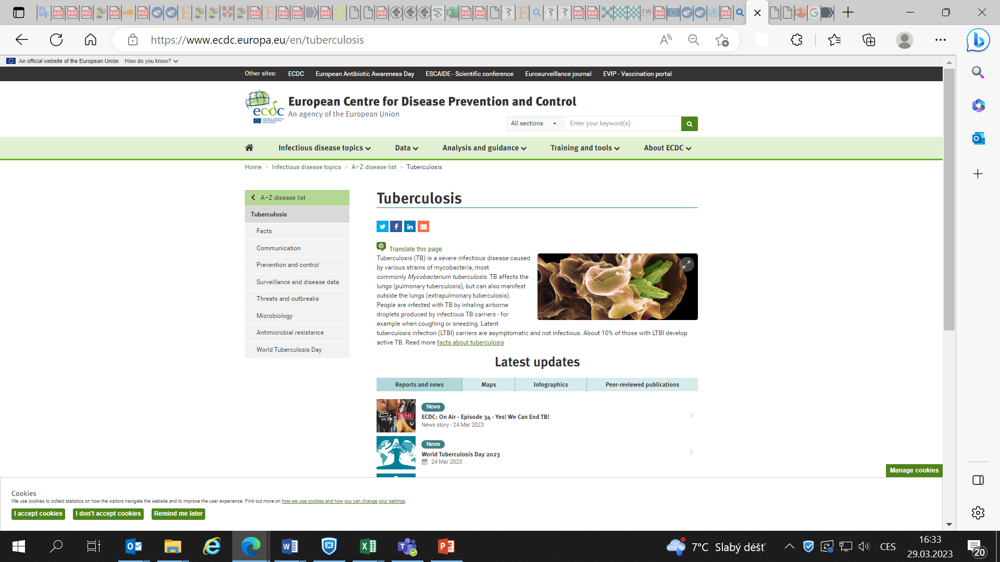 https://www.ecdc.europa.eu/en/tuberculosis
An official website of the European Union How do you know?
Other sites: ECDC European Antibiotic Awareness Day ESCAIDE - Scientific conference Eurosurveillance journal EVIP - Vaccination portal
ecdc
European Centre for Disease Prevention and Control
An agency of the European Union
All sections Enter your keyword(s)
Infectious disease topics Data Analysis and guidance Training and tools About ECDC
Home > Infectious disease topics > A-Z disease list > Tuberculosis
A-Z disease list
Tuberculosis
Facts
Communication
Prevention and control
Surveillance and disease data
Threats and outbreaks
Microbiology
Antimicrobial resistance
World Tuberculosis Day
Tuberculosis
Translate this page
Tuberculosis (TB) is a severe infectious disease caused
by various strains of mycobacteria, most
commonly Mycobacterium tuberculosis. TB affects the
lungs (pulmonary tuberculosis), but can also manifest
outside the lungs (extrapulmonary tuberculosis).
People are infected with TB by inhaling airborne
droplets produced by infectious TB carriers - for
example when coughing or sneezing. Latent
tuberculosis infection (LTBI) carriers are asymptomatic and not infectious. About 10% of those with LTBI develop
active TB. Read more facts about tuberculosis
Latest updates
Reports and news Maps Infographics Peer-reviewed publications
News
ECDC: On Air - Episode 34 - Yes! We Can End TB!
News story - 24 Mar 2023
News
World Tuberculosis Day 2023
24 Mar 2023
Manage cookies
Cookies
We use cookies to collect statistics on how the visitors navigate the website and to improve the user experience. Find out more on how we use cookies and how you can change your settings.
I accept cookies I don't accept cookies Remind me later
7°C Slabý déšť
CES
16:33
29.03.2023
20